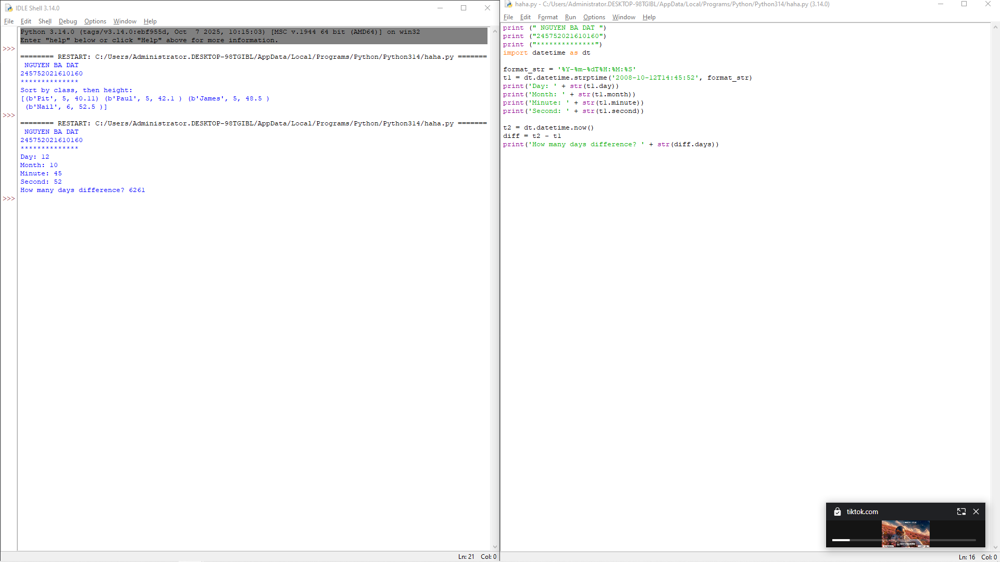 IDLE Shell 3.14.0
File Edit Shell Debug Options Window Help
Python 3.14.0 (tags/v3.14.0:ebf955d, Oct  7 2025, 10:15:03) [MSC v.1944 64 bit (AMD64)] on win32
Enter "help" below or click "Help" above for more information.
>>>
======== RESTART: C:/Users/Administrator.DESKTOP-98TGIBL/AppData/Local/Programs/Python/Python314/haha.py =======
 NGUYEN BA DAT
245752021610160
**************
Sort by class, then height:
[(b'Pit', 5, 40.11) (b'Paul', 5, 42.1 ) (b'James', 5, 48.5 )
 (b'Nail', 6, 52.5 )]
>>>
======== RESTART: C:/Users/Administrator.DESKTOP-98TGIBL/AppData/Local/Programs/Python/Python314/haha.py =======
 NGUYEN BA DAT
245752021610160
**************
Day: 12
Month: 10
Minute: 45
Second: 52
How many days difference? 6261
>>>
Ln: 21 Col: 0
haha.py - C:/Users/Administrator.DESKTOP-98TGIBL/AppData/Local/Programs/Python/Python314/haha.py (3.14.0)
File Edit Format Run Options Window Help
print (" NGUYEN BA DAT ")
print ("245752021610160")
print ("**************")
import datetime as dt
format_str = '%Y-%m-%dT%H:%M:%S'
t1 = dt.datetime.strptime('2008-10-12T14:45:52', format_str)
print('Day: ' + str(t1.day))
print('Month: ' + str(t1.month))
print('Minute: ' + str(t1.minute))
print('Second: ' + str(t1.second))
t2 = dt.datetime.now()
diff = t2 - t1
print('How many days difference? ' + str(diff.days))
tiktok.com
Ln: 16 Col: 0